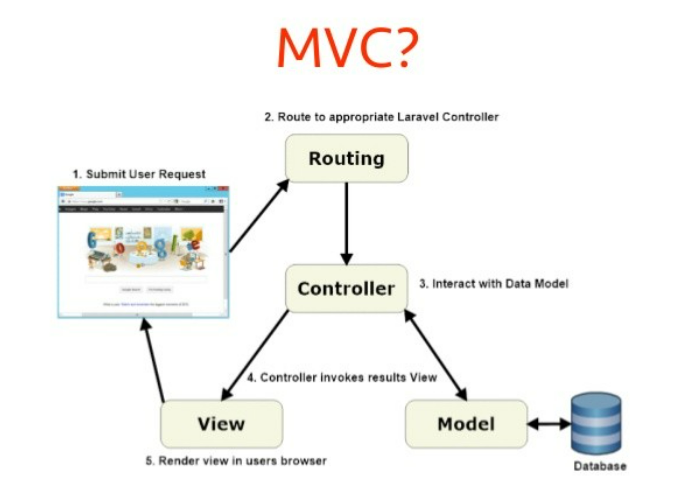 MVC?
2. Route to appropriate Laravel Controller
Routing
1. Submit User Request
Controller
3. Interact with Data Model
4. Controller invokes results View
View
Model
5. Render view in users browser
Database